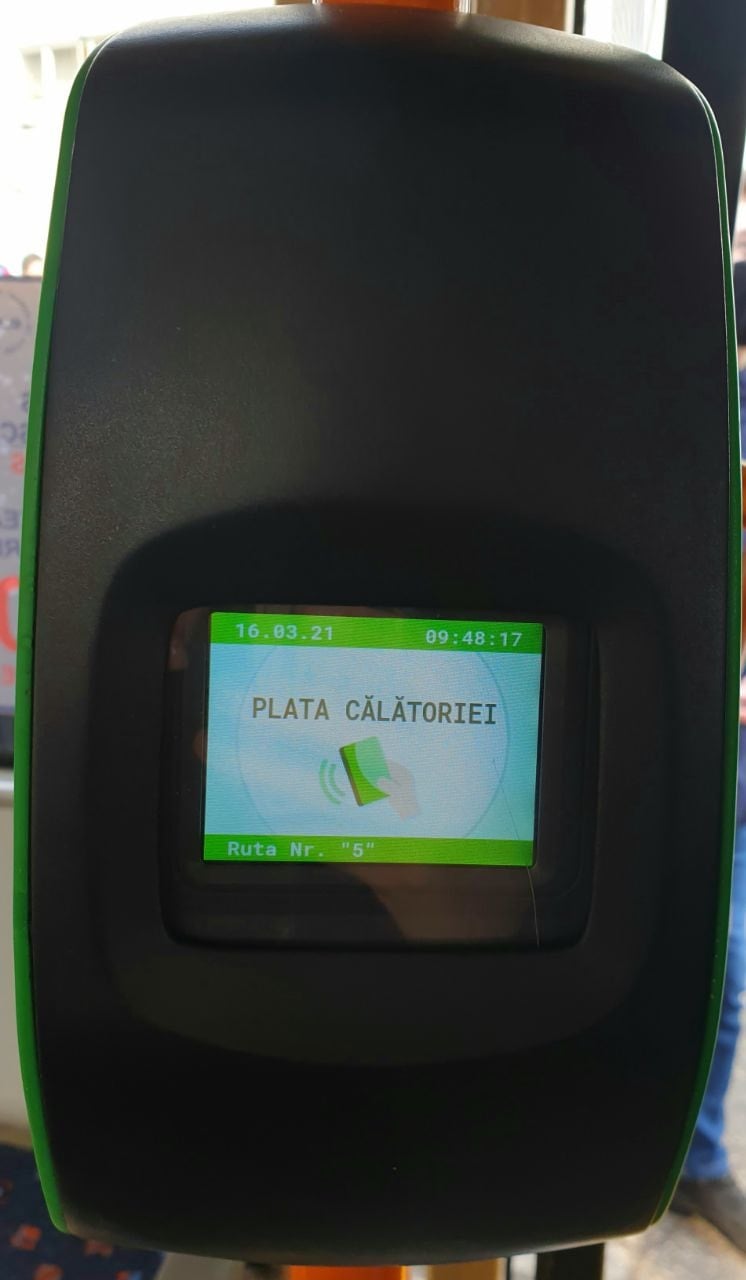 16.03.21 09:48:17
PLATA CĂLĂTORIEI
Ruta Nr. "5"